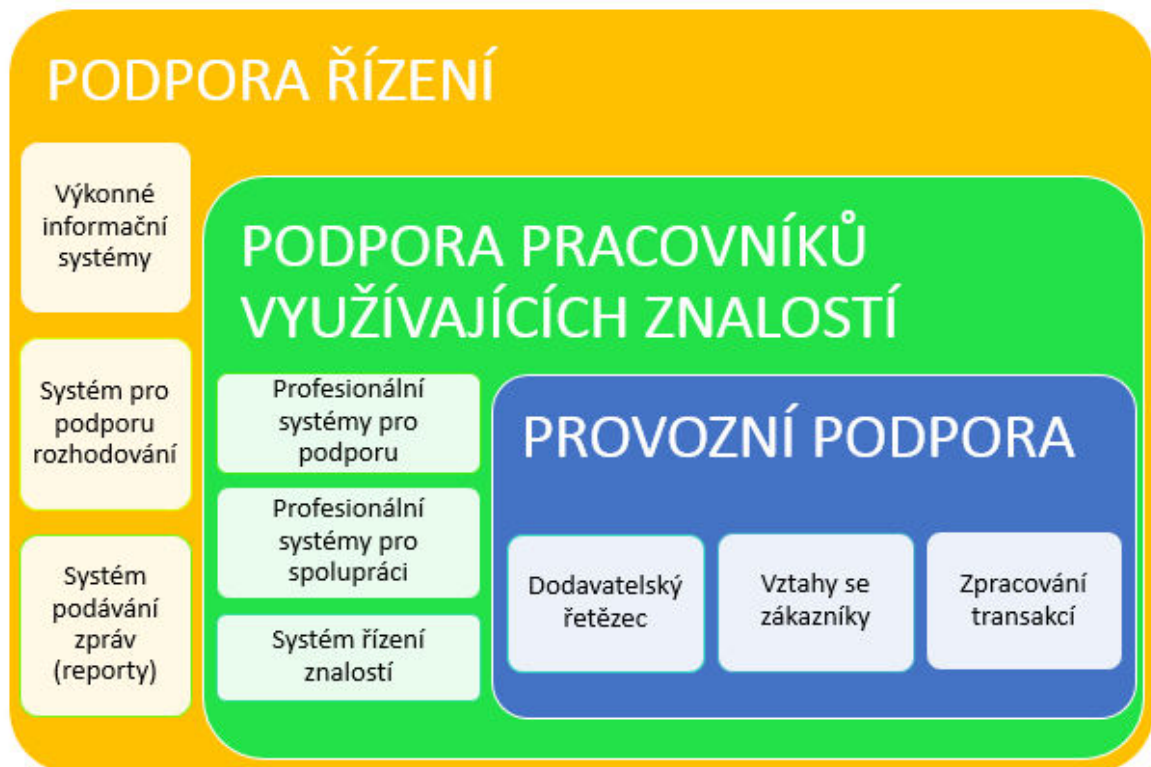 PODPORA ŘÍZENÍ
Výkonné
informační
systémy
Systém pro
podporu
rozhodování
Systém
podávání
zpráv
(reporty)
PODPORA PRACOVNÍKŮ
VYUŽÍVAJÍCÍCH ZNALOSTÍ
Profesionální
systémy pro
podporu
Profesionální
systémy pro
spolupráci
Systém řízení
znalostí
PROVOZNÍ PODPORA
Dodavatelský
řetězec
Vztahy se
zákazníky
Zpracování
transakcí